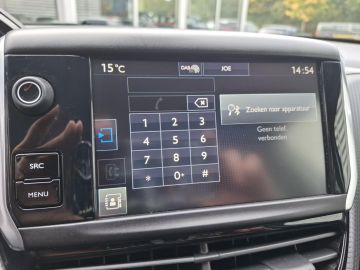 15°C DAB JOE 14:54
Zoeken naar apparatuur
Geen telef.
verbonden
1 2 3
4 5 6
7 8 9
* 0+ #
SRC
MENU